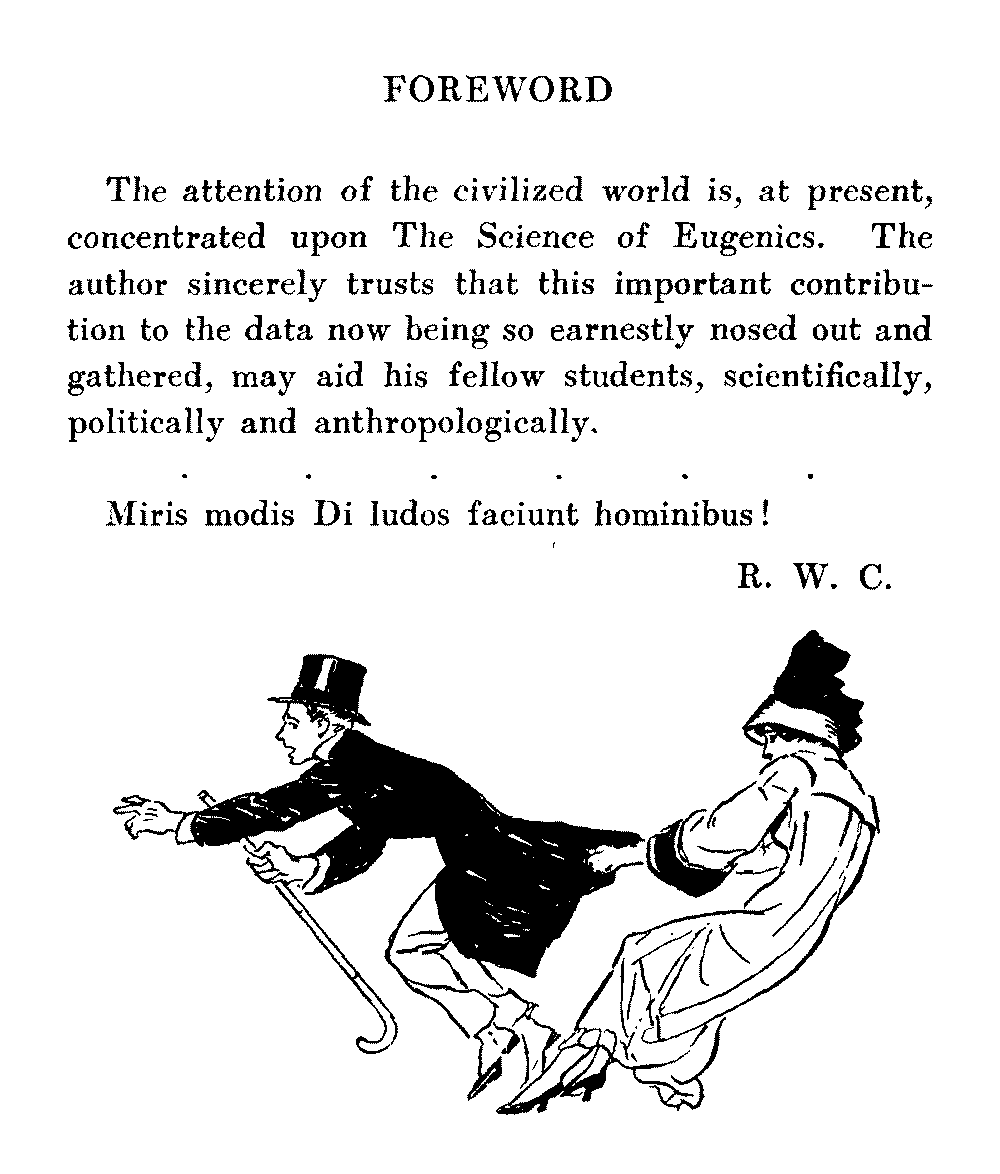 FOREWORD
The attention of the civilized world is, at present,
concentrated upon The Science of Eugenics. The
author sincerely trusts that this important contribu-
tion to the data now being so earnestly nosed out and
gathered, may aid his fellow students, scientifically,
politically and anthropologically.
. . . . . .
Miris modis Di ludos faciunt hominibus!
R. W. C.